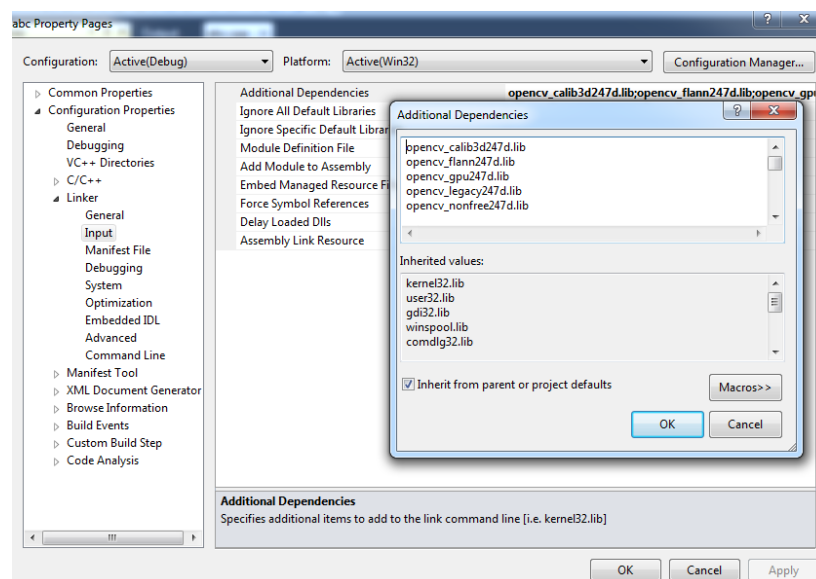 abc Property Pages
Configuration: Active(Debug) Platform: Active(Win32) Configuration Manager...
Common Properties
Configuration Properties
General
Debugging
VC++ Directories
C/C++
Linker
General
Input
Manifest File
Debugging
System
Optimization
Embedded IDL
Advanced
Command Line
Manifest Tool
XML Document Generator
Browse Information
Build Events
Custom Build Step
Code Analysis
Additional Dependencies opencv_calib3d247d.lib;opencv_flann247d.lib;opencv_gpu
Ignore All Default Libraries
Ignore Specific Default Librar
Module Definition File
Add Module to Assembly
Embed Managed Resource Fi
Force Symbol References
Delay Loaded Dlls
Assembly Link Resource
Additional Dependencies
opencv_calib3d247d.lib
opencv_flann247d.lib
opencv_gpu247d.lib
opencv_legacy247d.lib
opencv_nonfree247d.lib
Inherited values:
kernel32.lib
user32.lib
gdi32.lib
winspool.lib
comdlg32.lib
Inherit from parent or project defaults
Macros>>
OK Cancel
Additional Dependencies
Specifies additional items to add to the link command line [i.e. kernel32.lib]
OK Cancel Apply